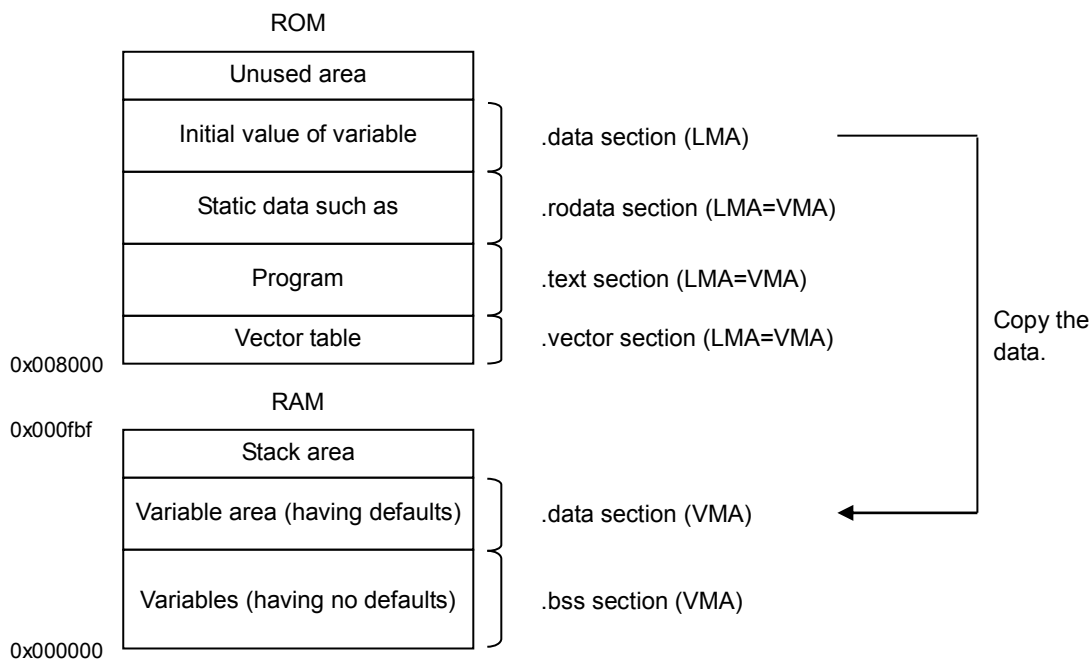 ROM
Unused area
Initial value of variable
.data section (LMA)
Static data such as
.rodata section (LMA=VMA)
Program
.text section (LMA=VMA)
Vector table
.vector section (LMA=VMA)
Copy the
data.
0x008000
RAM
0x000fbf
Stack area
Variable area (having defaults)
.data section (VMA)
Variables (having no defaults)
.bss section (VMA)
0x000000